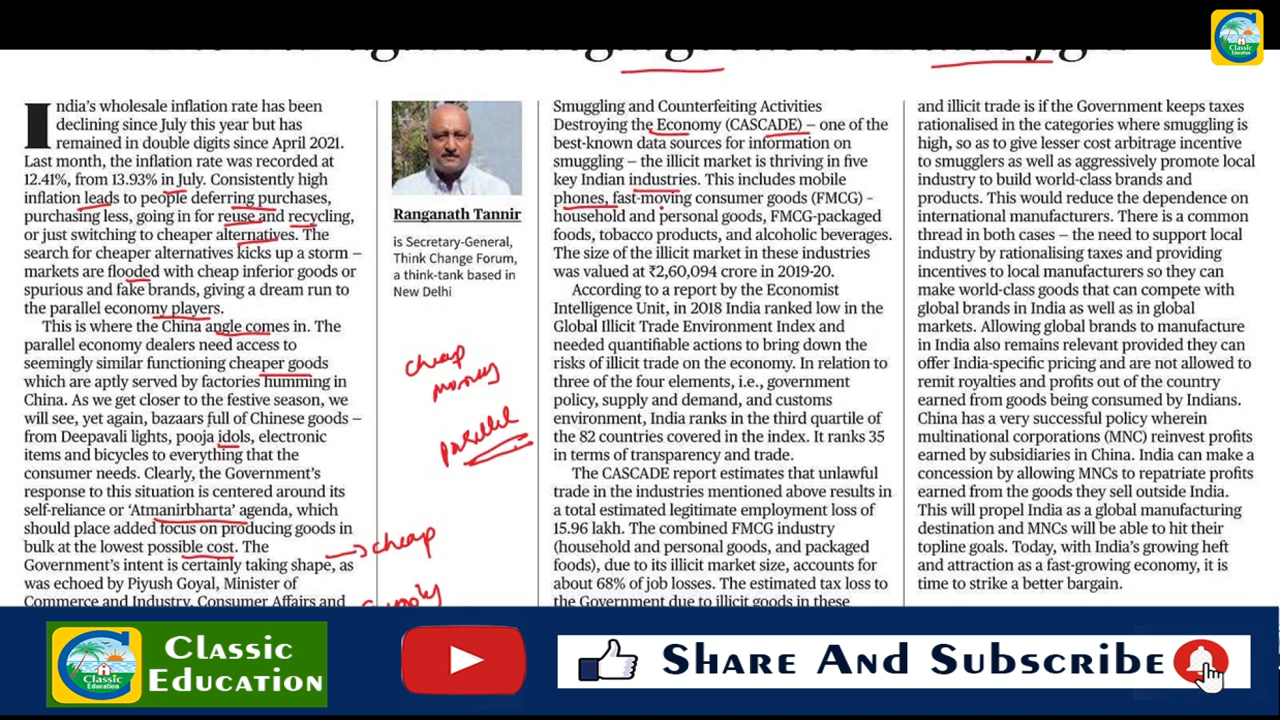 Classic
Education
India's wholesale inflation rate has been
declining since July this year but has
remained in double digits since April 2021.
Last month, the inflation rate was recorded at
12.41%, from 13.93% in July. Consistently high
inflation leads to people deferring purchases,
purchasing less, going in for reuse and recycling,
or just switching to cheaper alternatives. The
search for cheaper alternatives kicks up a storm –
markets are flooded with cheap inferior goods or
spurious and fake brands, giving a dream run to
the parallel economy players.
This is where the China angle comes in. The
parallel economy dealers need access to
seemingly similar functioning cheaper goods
which are aptly served by factories humming in
China. As we get closer to the festive season, we
will see, yet again, bazaars full of Chinese goods –
from Deepavali lights, pooja idols, electronic
items and bicycles to everything that the
consumer needs. Clearly, the Government's
response to this situation is centered around its
self-reliance or 'Atmanirbharta' agenda, which
should place added focus on producing goods in
bulk at the lowest possible cost. The
Government's intent is certainly taking shape, as
was echoed by Piyush Goyal, Minister of
Commerce and Industry, Consumer Affairs and
Ranganath Tannir
is Secretary-General,
Think Change Forum,
a think-tank based in
New Delhi
cheap
money
parallel
cheap
supply
Smuggling and Counterfeiting Activities
Destroying the Economy (CASCADE) – one of the
best-known data sources for information on
smuggling – the illicit market is thriving in five
key Indian industries. This includes mobile
phones, fast-moving consumer goods (FMCG) -
household and personal goods, FMCG-packaged
foods, tobacco products, and alcoholic beverages.
The size of the illicit market in these industries
was valued at ₹2,60,094 crore in 2019-20.
According to a report by the Economist
Intelligence Unit, in 2018 India ranked low in the
Global Illicit Trade Environment Index and
needed quantifiable actions to bring down the
risks of illicit trade on the economy. In relation to
three of the four elements, i.e., government
policy, supply and demand, and customs
environment, India ranks in the third quartile of
the 82 countries covered in the index. It ranks 35
in terms of transparency and trade.
The CASCADE report estimates that unlawful
trade in the industries mentioned above results in
a total estimated legitimate employment loss of
15.96 lakh. The combined FMCG industry
(household and personal goods, and packaged
foods), due to its illicit market size, accounts for
about 68% of job losses. The estimated tax loss to
the Government due to illicit goods in these
and illicit trade is if the Government keeps taxes
rationalised in the categories where smuggling is
high, so as to give lesser cost arbitrage incentive
to smugglers as well as aggressively promote local
industry to build world-class brands and
products. This would reduce the dependence on
international manufacturers. There is a common
thread in both cases – the need to support local
industry by rationalising taxes and providing
incentives to local manufacturers so they can
make world-class goods that can compete with
global brands in India as well as in global
markets. Allowing global brands to manufacture
in India also remains relevant provided they can
offer India-specific pricing and are not allowed to
remit royalties and profits out of the country
earned from goods being consumed by Indians.
China has a very successful policy wherein
multinational corporations (MNC) reinvest profits
earned by subsidiaries in China. India can make a
concession by allowing MNCs to repatriate profits
earned from the goods they sell outside India.
This will propel India as a global manufacturing
destination and MNCs will be able to hit their
topline goals. Today, with India's growing heft
and attraction as a fast-growing economy, it is
time to strike a better bargain.
Classic
Education
Classic
Education
Share And Subscribe